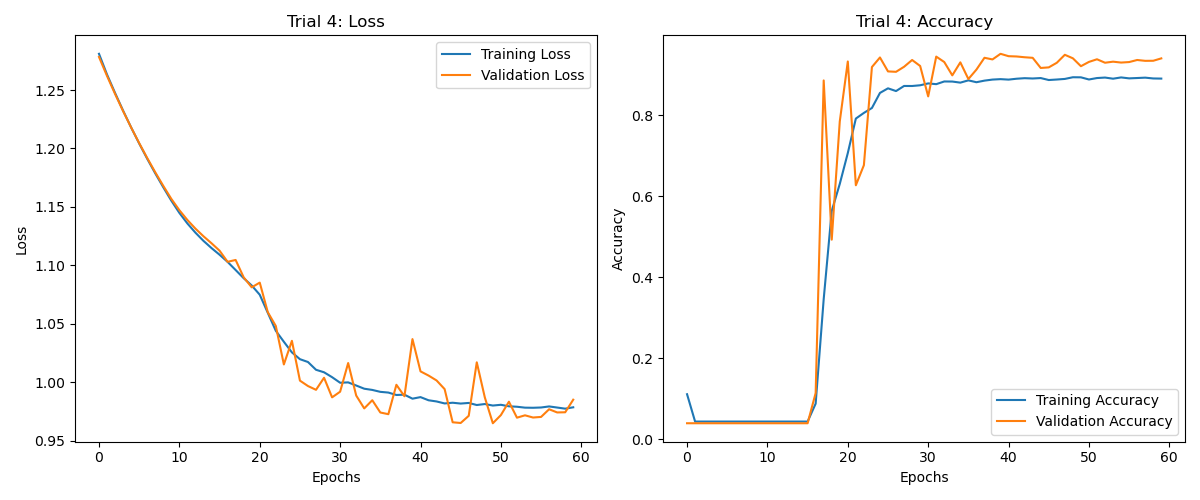 Trial 4: Loss
Training Loss
Validation Loss
1.25
1.20
1.15
1.10
1.05
1.00
0.95
Loss
0 10 20 30 40 50 60
Epochs
Trial 4: Accuracy
0.8
0.6
0.4
0.2
0.0
Accuracy
Training Accuracy
Validation Accuracy
0 10 20 30 40 50 60
Epochs